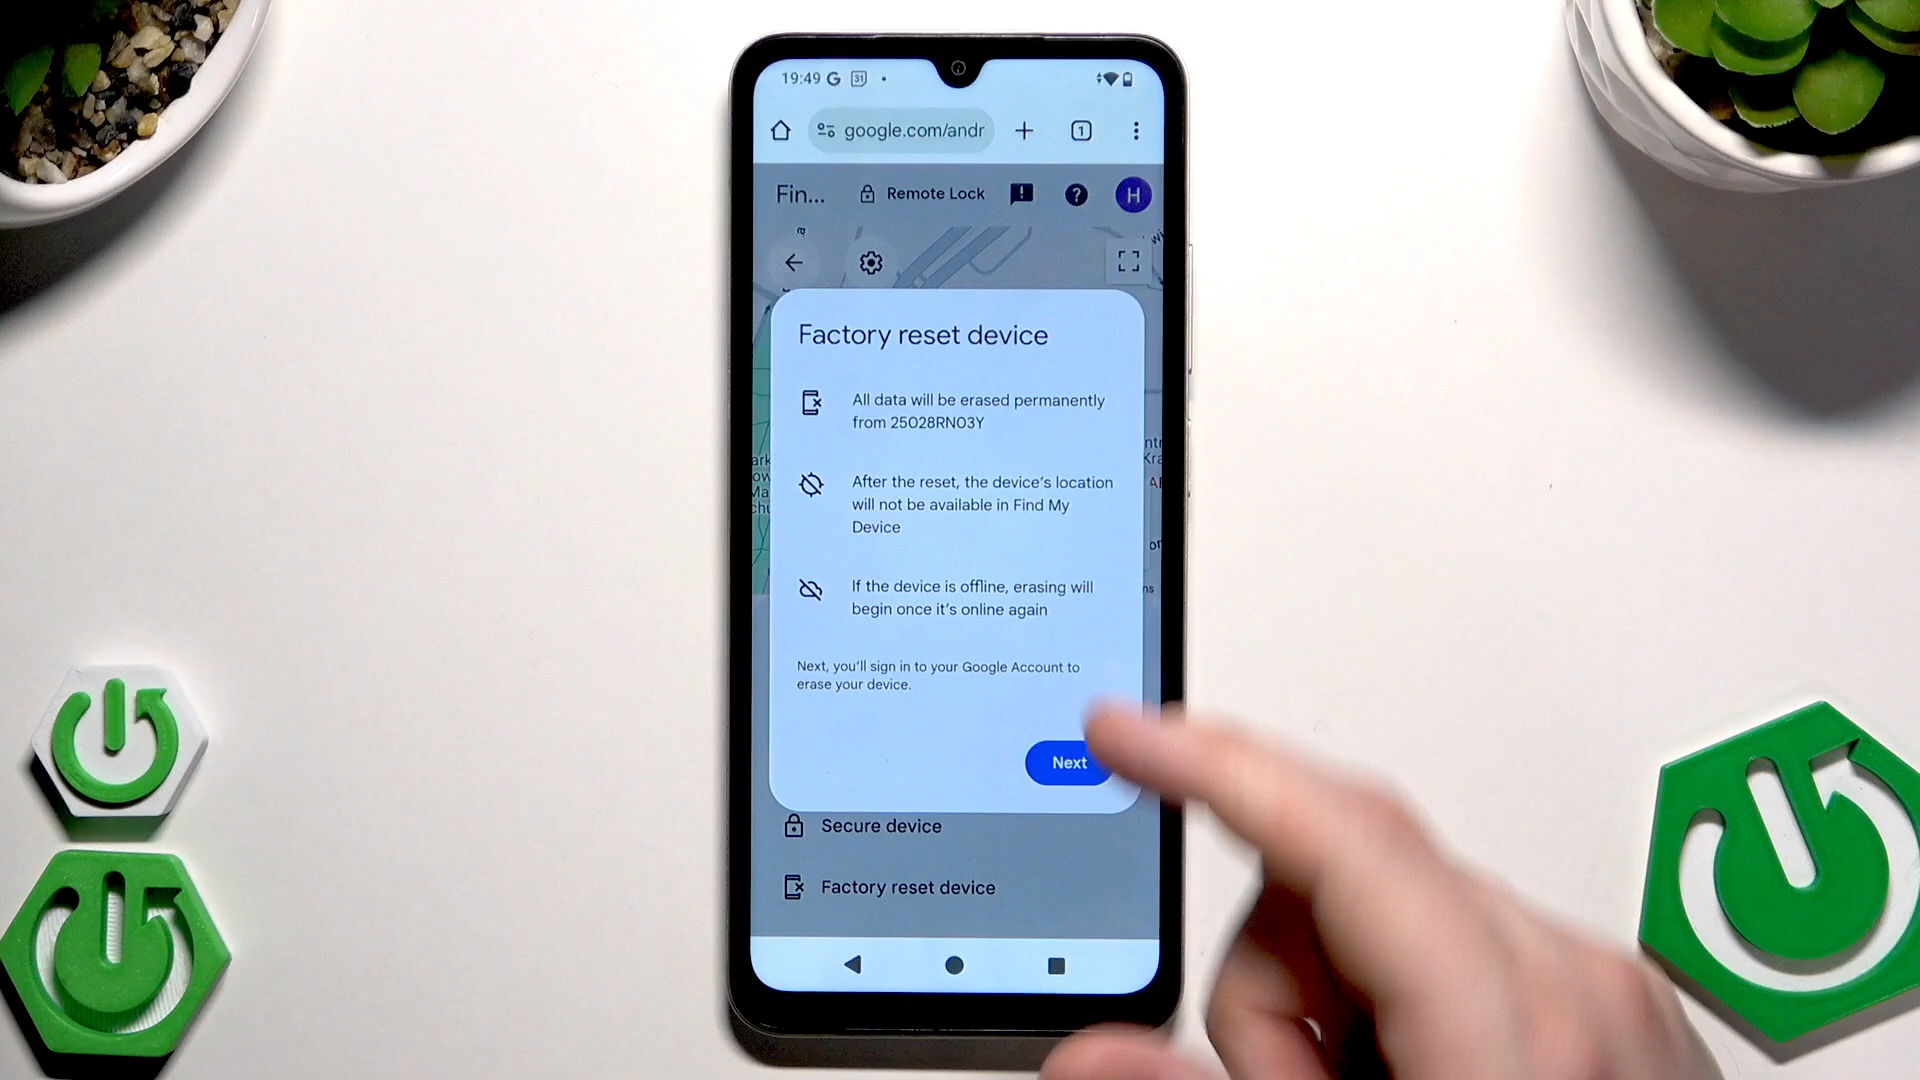 19:49 G 31
google.com/andr 1
Fin... Remote Lock ! ? H
Factory reset device
All data will be erased permanently
from 25028RN03Y
After the reset, the device's location
will not be available in Find My
Device
If the device is offline, erasing will
begin once it's online again
Next, you'll sign in to your Google Account to
erase your device.
Next
Secure device
Factory reset device